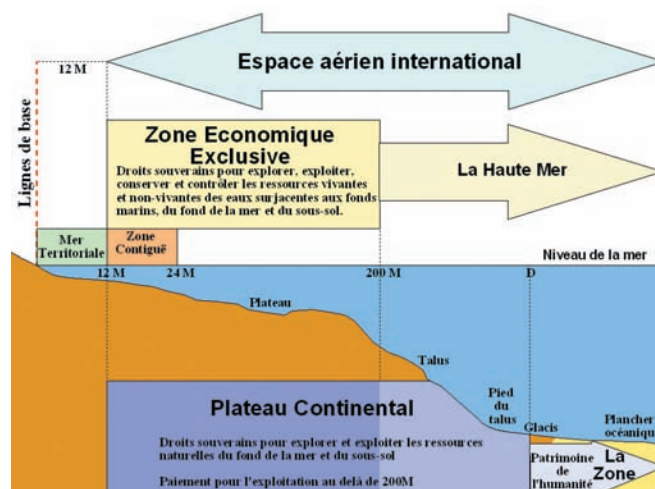 Espace aérien international
12 M
Lignes de base
Zone Economique
Exclusive
Droits souverains pour explorer, exploiter,
conserver et contrôler les ressources vivantes
et non-vivantes des eaux surjacentes aux fonds
marins, du fond de la mer et du sous-sol.
La Haute Mer
Mer
Territoriale
Zone
Contiguë
Niveau de la mer
12 M
24 M
200 M
D
Plateau
Talus
Pied
du
talus
Glacis
Plancher
océanique
Plateau Continental
Droits souverains pour explorer et exploiter les ressources
naturelles du fond de la mer et du sous-sol
Paiement pour l'exploitation au delà de 200M
Patrimoine
de
l'humanité
La
Zone